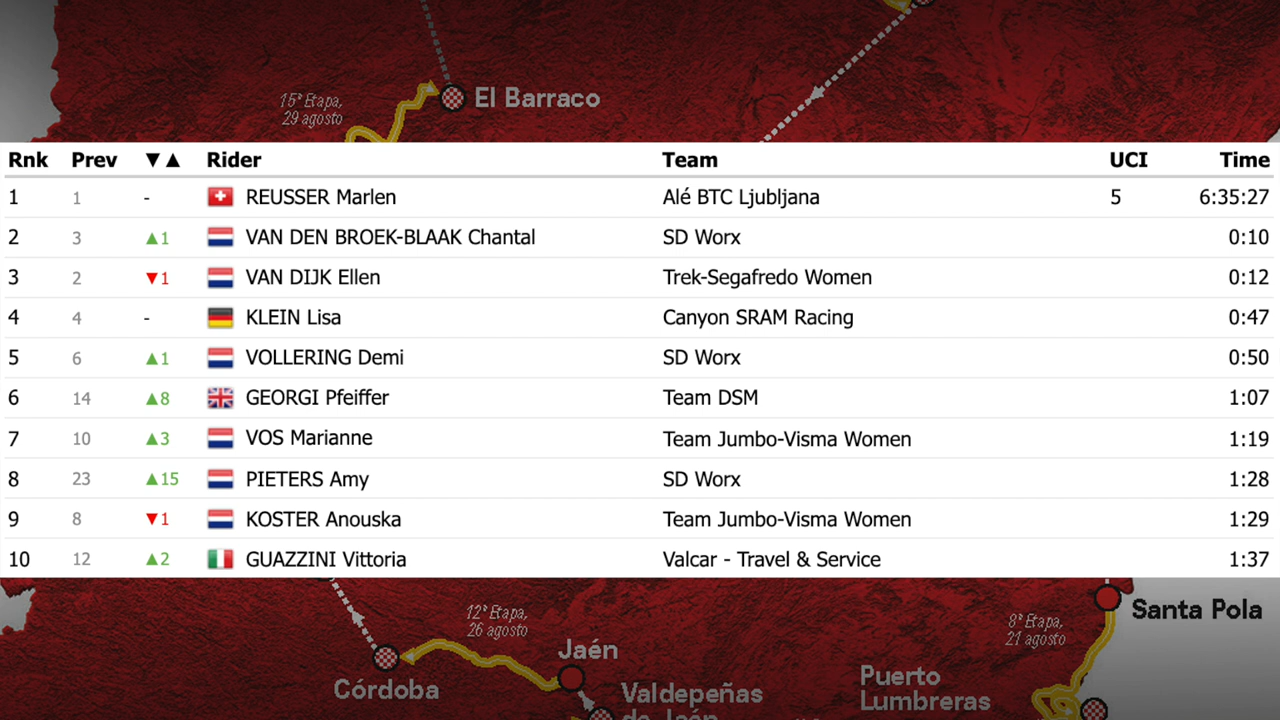 15ª Etapa,
29 agosto
El Barraco
Rnk Prev ▼▲ Rider Team UCI Time
1 1 - REUSSER Marlen Alé BTC Ljubljana 5 6:35:27
2 3 ▲1 VAN DEN BROEK-BLAAK Chantal SD Worx 0:10
3 2 ▼1 VAN DIJK Ellen Trek-Segafredo Women 0:12
4 4 - KLEIN Lisa Canyon SRAM Racing 0:47
5 6 ▲1 VOLLERING Demi SD Worx 0:50
6 14 ▲8 GEORGI Pfeiffer Team DSM 1:07
7 10 ▲3 VOS Marianne Team Jumbo-Visma Women 1:19
8 23 ▲15 PIETERS Amy SD Worx 1:28
9 8 ▼1 KOSTER Anouska Team Jumbo-Visma Women 1:29
10 12 ▲2 GUAZZINI Vittoria Valcar - Travel & Service 1:37
12ª Etapa,
26 agosto
8ª Etapa,
21 agosto
Santa Pola
Jaén
Córdoba
Valdepeñas
de Jaén
Puerto
Lumbreras